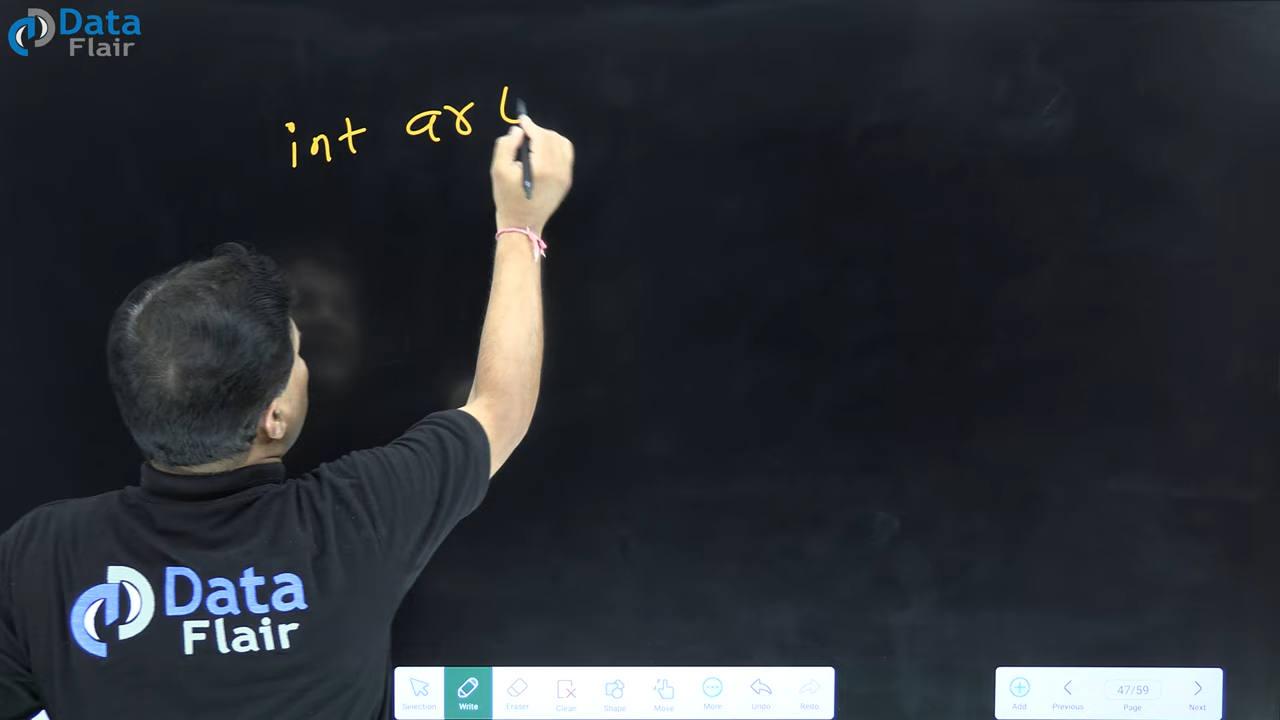 Data
Flair
int ar
Data
Flair
Selection Write Eraser Clean Shape Move More Undo Redo
Add Previous 47/59 Page Next